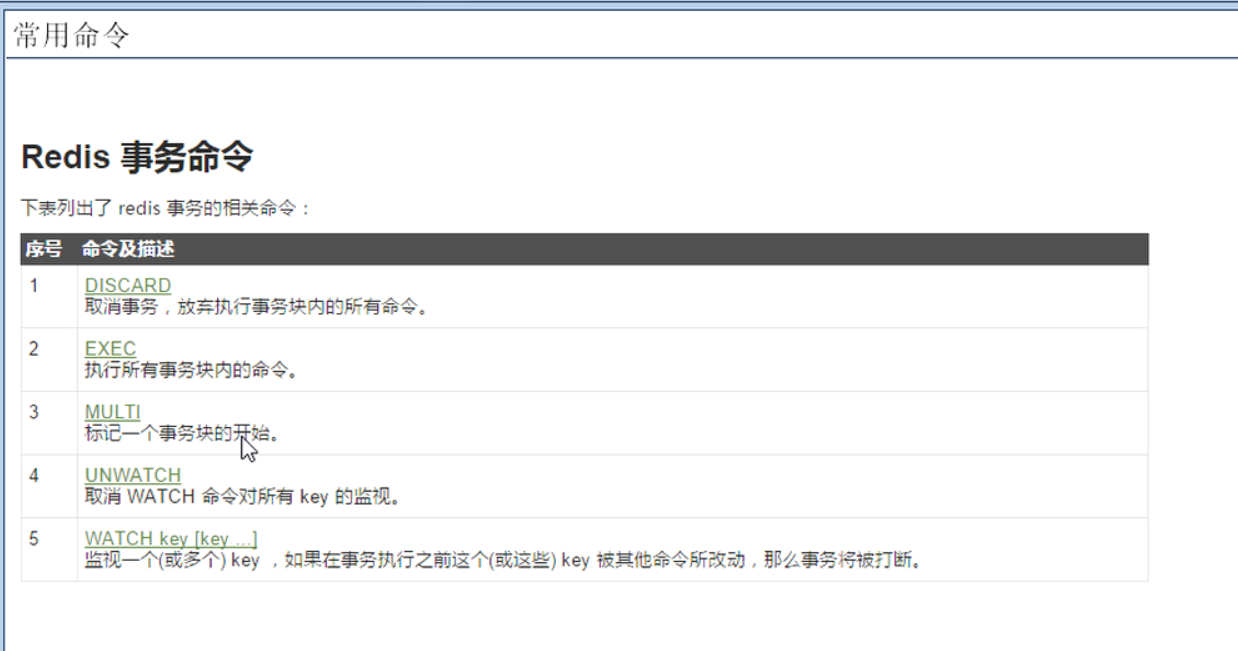 常用命令
Redis 事务命令
下表列出了 redis 事务的相关命令：
序号 命令及描述
1 DISCARD
取消事务，放弃执行事务块内的所有命令。
2 EXEC
执行所有事务块内的命令。
3 MULTI
标记一个事务块的开始。
4 UNWATCH
取消 WATCH 命令对所有 key 的监视。
5 WATCH key [key ...]
监视一个(或多个) key ，如果在事务执行之前这个(或这些) key 被其他命令所改动，那么事务将被打断。